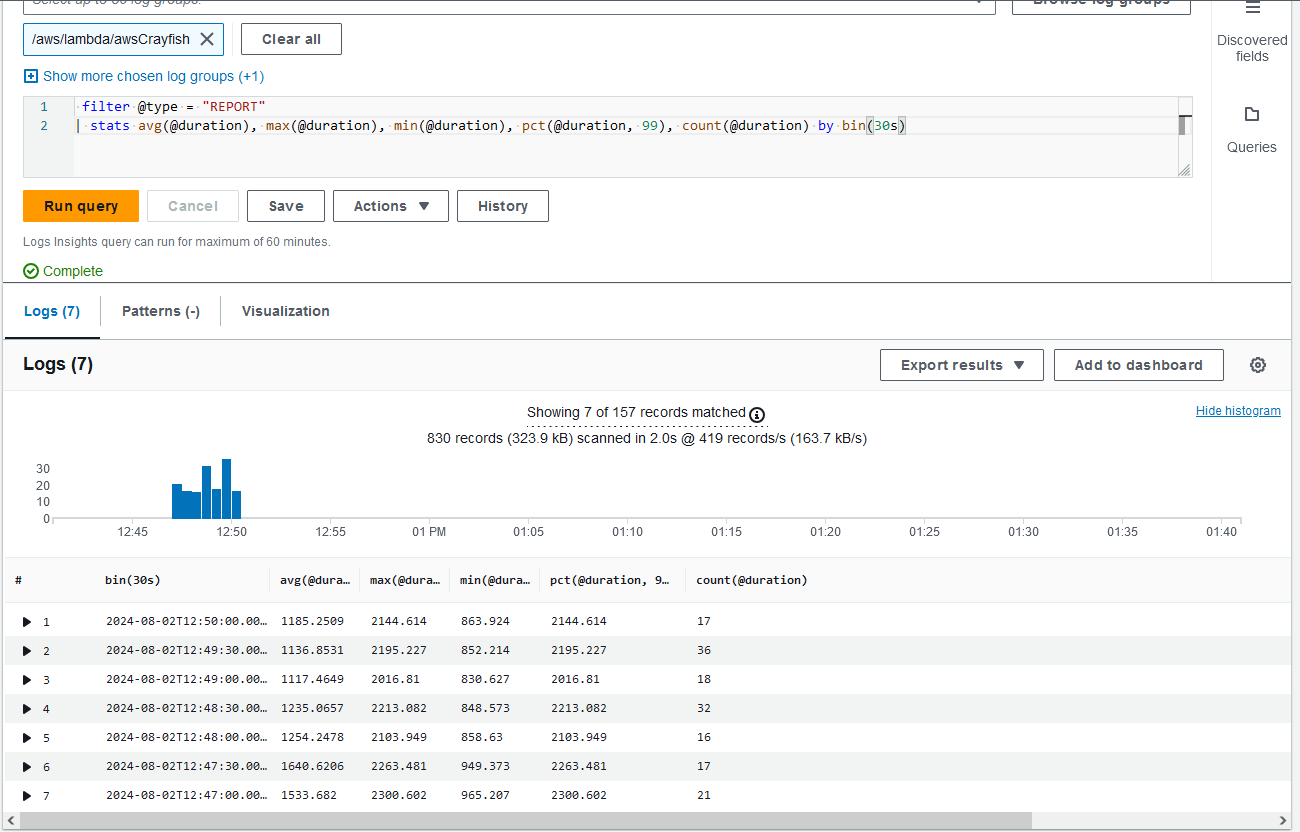 Select up to 50 log groups.
Browse log groups
/aws/lambda/awsCrayfish
Clear all
Show more chosen log groups (+1)
Discovered
fields
Queries
1 filter @type = "REPORT"
2 | stats avg(@duration), max(@duration), min(@duration), pct(@duration, 99), count(@duration) by bin(30s)
Run query Cancel Save Actions History
Logs Insights query can run for maximum of 60 minutes.
Complete
Logs (7) Patterns (-) Visualization
Logs (7) Export results Add to dashboard
Showing 7 of 157 records matched
Hide histogram
830 records (323.9 kB) scanned in 2.0s @ 419 records/s (163.7 kB/s)
30
20
10
0
12:45 12:50 12:55 01 PM 01:05 01:10 01:15 01:20 01:25 01:30 01:35 01:40
# bin(30s) avg(@dura... max(@dura... min(@dura... pct(@duration, 9... count(@duration)
1 2024-08-02T12:50:00.00... 1185.2509 2144.614 863.924 2144.614 17
2 2024-08-02T12:49:30.00... 1136.8531 2195.227 852.214 2195.227 36
3 2024-08-02T12:49:00.00... 1117.4649 2016.81 830.627 2016.81 18
4 2024-08-02T12:48:30.00... 1235.0657 2213.082 848.573 2213.082 32
5 2024-08-02T12:48:00.00... 1254.2478 2103.949 858.63 2103.949 16
6 2024-08-02T12:47:30.00... 1640.6206 2263.481 949.373 2263.481 17
7 2024-08-02T12:47:00.00... 1533.682 2300.602 965.207 2300.602 21